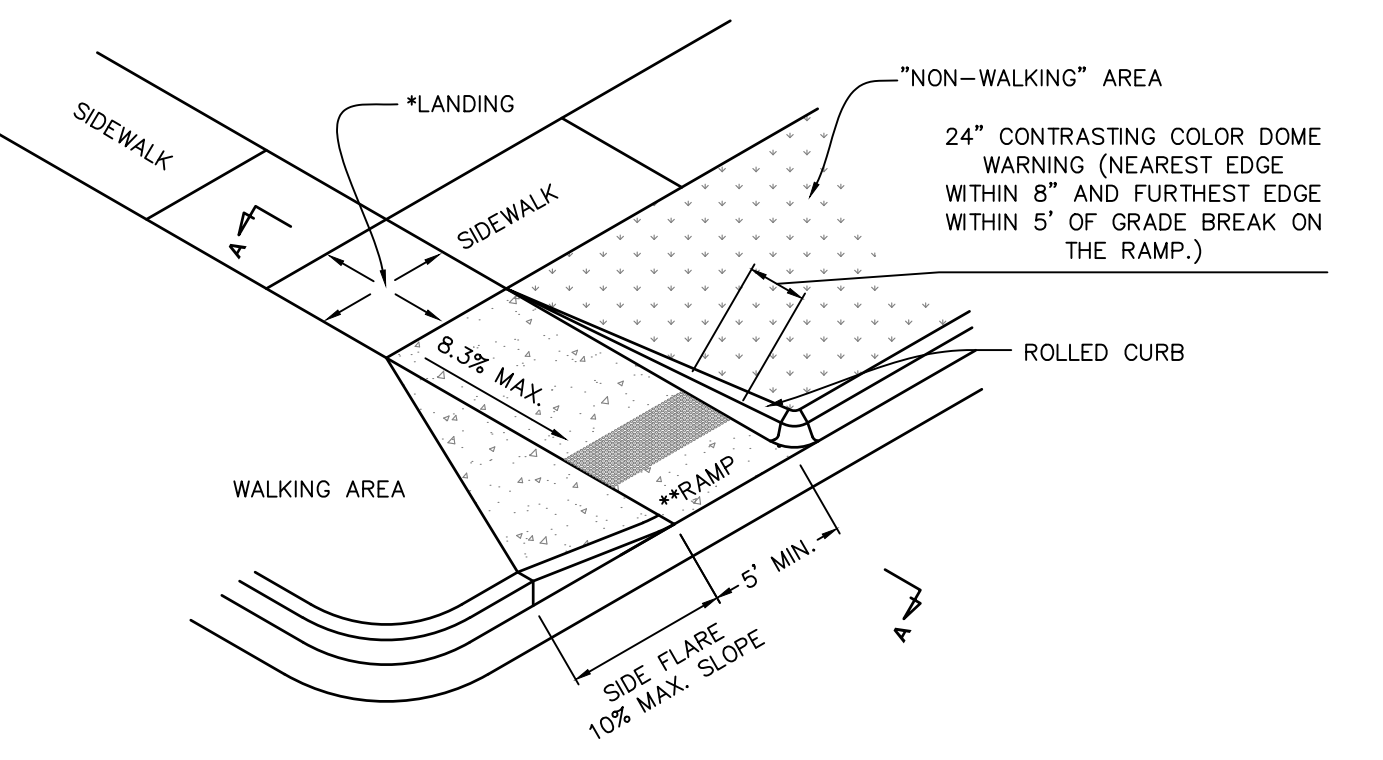 SIDEWALK
*LANDING
"NON-WALKING" AREA
24" CONTRASTING COLOR DOME
WARNING (NEAREST EDGE
WITHIN 8" AND FURTHEST EDGE
WITHIN 5' OF GRADE BREAK ON
THE RAMP.)
SIDEWALK
A
8.3% MAX.
ROLLED CURB
WALKING AREA
**RAMP
5' MIN.
A
SIDE FLARE
10% MAX. SLOPE